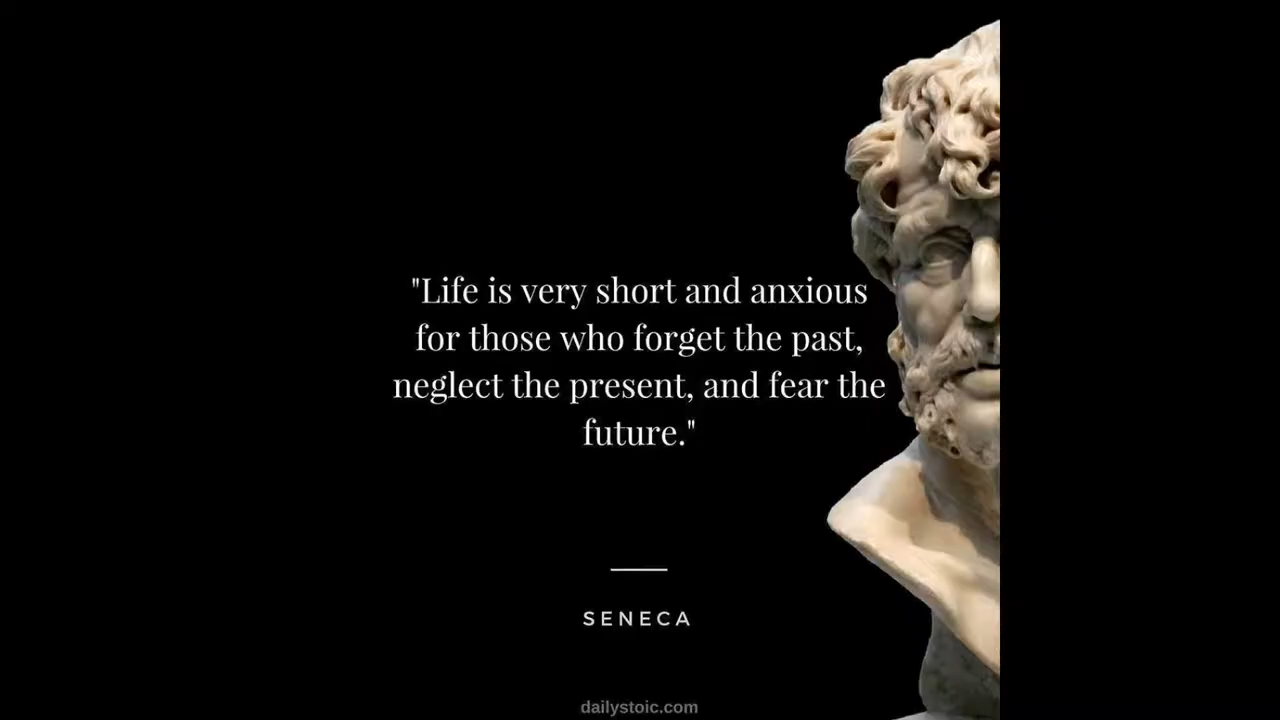 "Life is very short and anxious
for those who forget the past,
neglect the present, and fear the
future."
SENECA
dailystoic.com